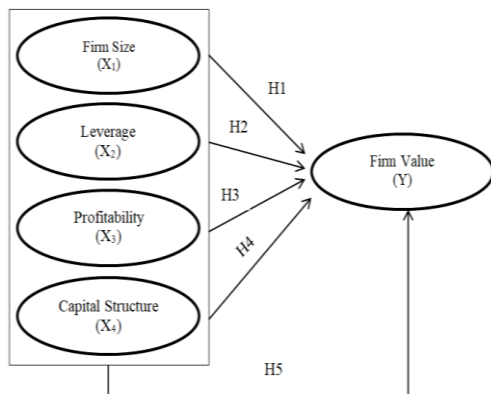 Firm Size
(X₁)
H1
Leverage
(X₂)
H2
Firm Value
(Y)
Profitability
(X₃)
H3
H4
Capital Structure
(X₄)
H5